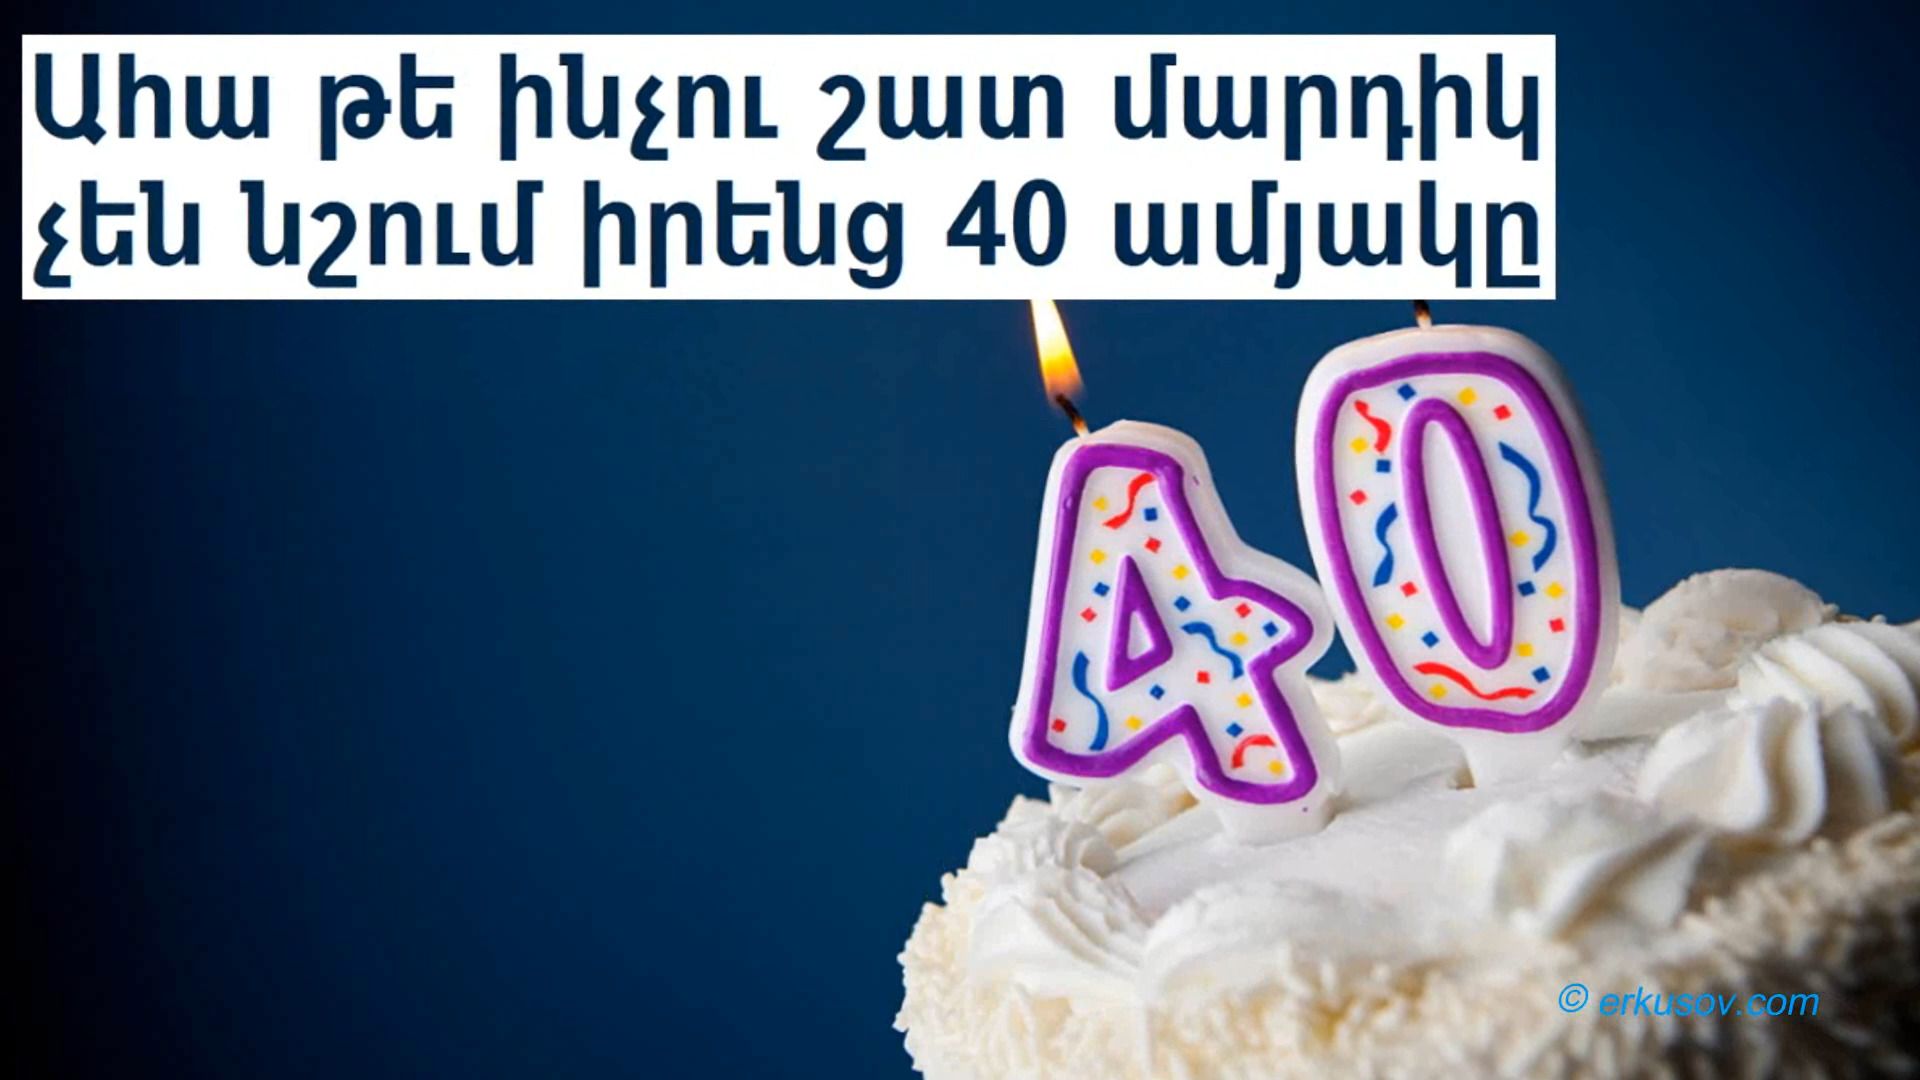 Ահա թե ինչու շատ մարդիկ
չեն նշում իրենց 40 ամյակը
40
© erkusov.com